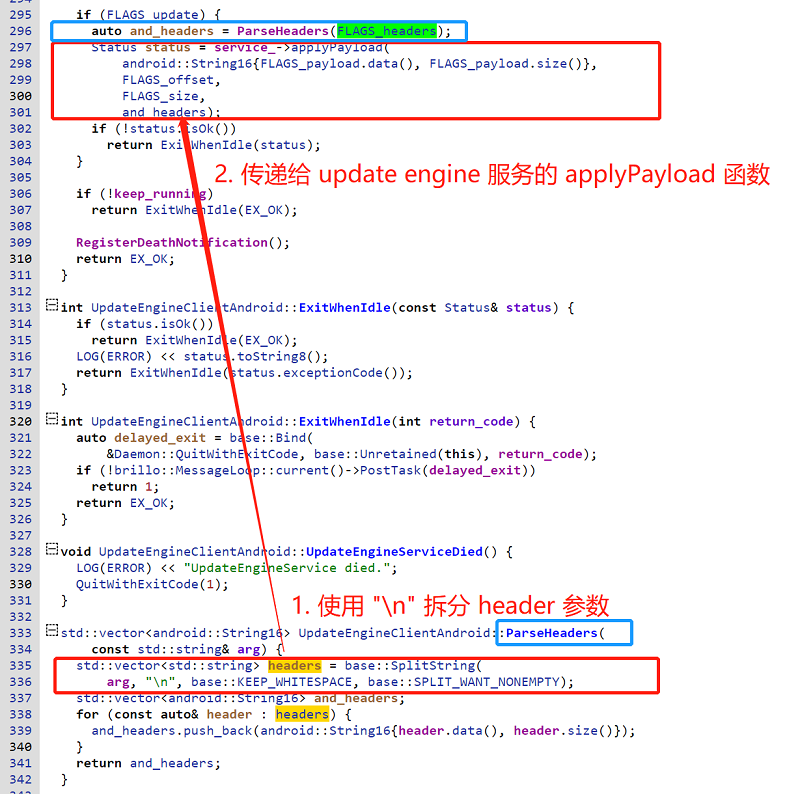 295 if (FLAGS_update) {
296 auto and_headers = ParseHeaders(FLAGS_headers);
297 Status status = service_->applyPayload(
298 android::String16{FLAGS_payload.data(), FLAGS_payload.size()},
299 FLAGS_offset,
300 FLAGS_size,
301 and_headers);
302 if (!status.isOk())
303 return ExitWhenIdle(status);
304 }
305
2. 传递给 update engine 服务的 applyPayload 函数
306 if (!keep_running)
307 return ExitWhenIdle(EX_OK);
308
309 RegisterDeathNotification();
310 return EX_OK;
311 }
312
313 int UpdateEngineClientAndroid::ExitWhenIdle(const Status& status) {
314 if (status.isOk())
315 return ExitWhenIdle(EX_OK);
316 LOG(ERROR) << status.toString8();
317 return ExitWhenIdle(status.exceptionCode());
318 }
319
320 int UpdateEngineClientAndroid::ExitWhenIdle(int return_code) {
321 auto delayed_exit = base::Bind(
322 &Daemon::QuitWithExitCode, base::Unretained(this), return_code);
323 if (!brillo::MessageLoop::current()->PostTask(delayed_exit))
324 return 1;
325 return EX_OK;
326 }
327
328 void UpdateEngineClientAndroid::UpdateEngineServiceDied() {
329 LOG(ERROR) << "UpdateEngineService died.";
330 QuitWithExitCode(1);
331 }
1. 使用 "\n" 拆分 header 参数
332
333 std::vector<android::String16> UpdateEngineClientAndroid::ParseHeaders(
334 const std::string& arg) {
335 std::vector<std::string> headers = base::SplitString(
336 arg, "\n", base::KEEP_WHITESPACE, base::SPLIT_WANT_NONEMPTY);
337 std::vector<android::String16> and_headers;
338 for (const auto& header : headers) {
339 and_headers.push_back(android::String16{header.data(), header.size()});
340 }
341 return and_headers;
342 }